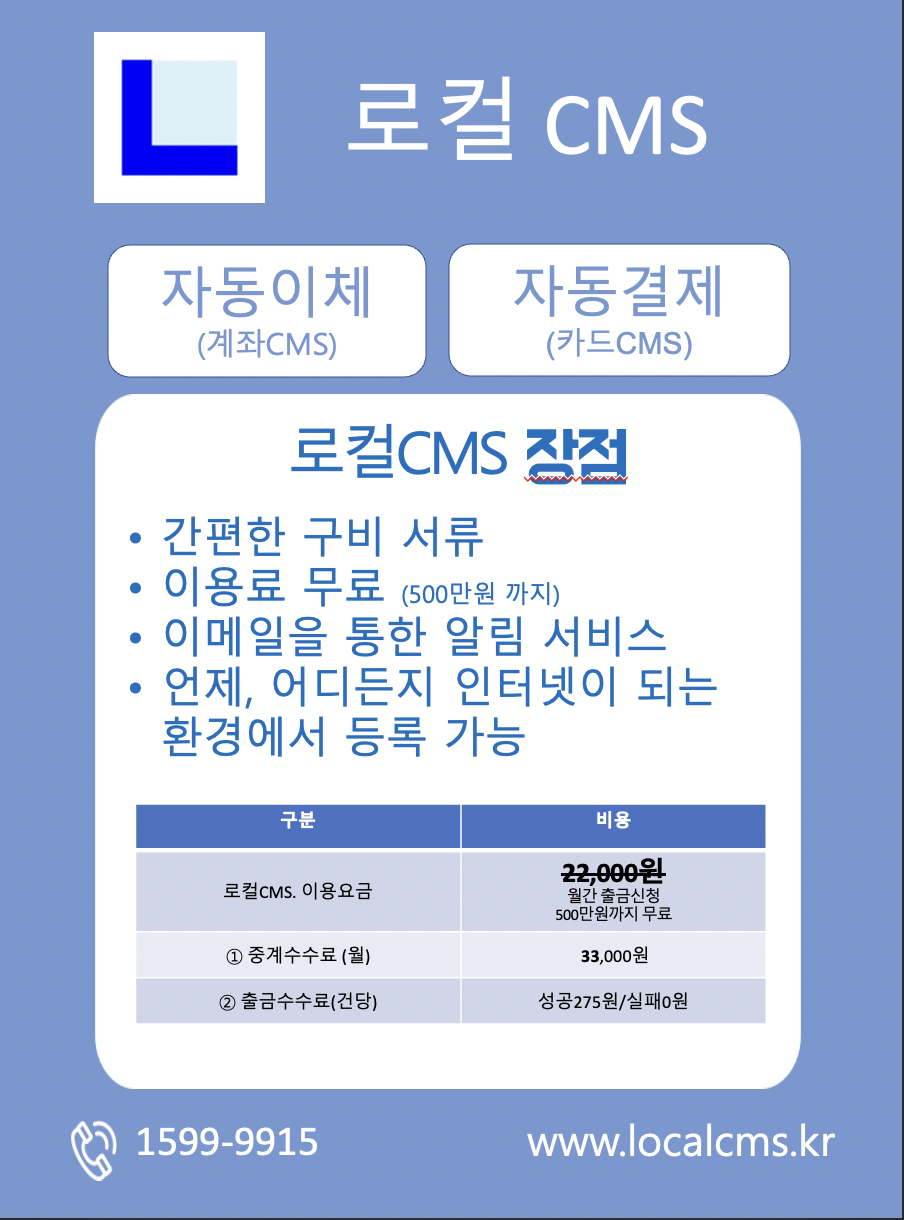 로컬 CMS
자동이체
(계좌CMS)
자동결제
(카드CMS)
로컬CMS 장점
• 간편한 구비 서류
• 이용료 무료 (500만원 까지)
• 이메일을 통한 알림 서비스
• 언제, 어디든지 인터넷이 되는
환경에서 등록 가능
구분 비용
로컬CMS. 이용요금
22,000원
월간 출금신청
500만원까지 무료
① 중계수수료 (월) 33,000원
② 출금수수료(건당) 성공275원/실패0원
1599-9915 www.localcms.kr